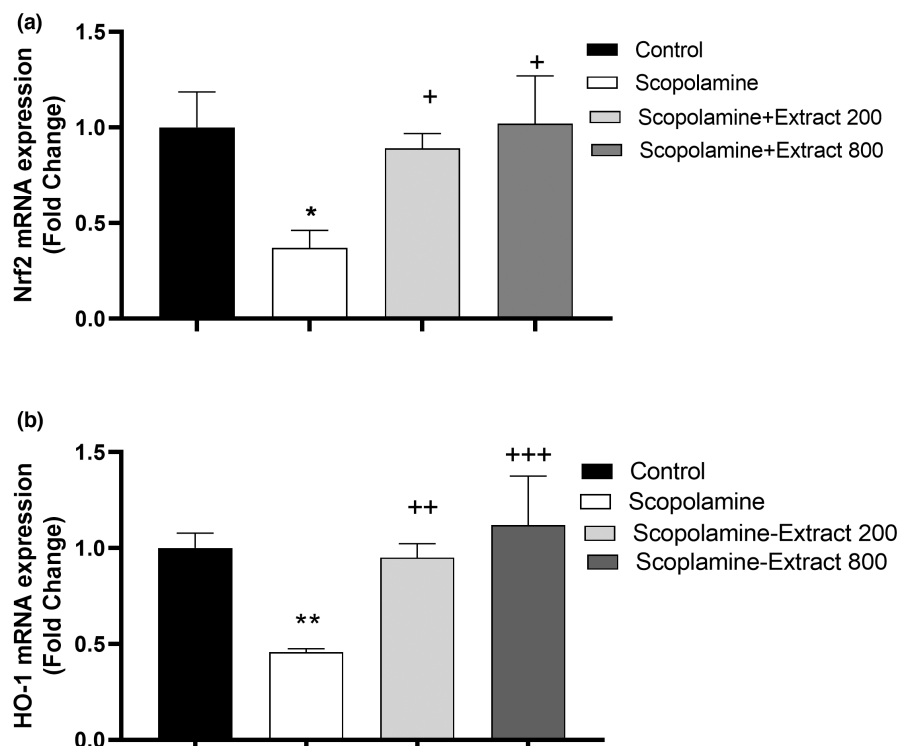 (a)
Nrf2 mRNA expression
(Fold Change)
1.5
1.0
0.5
0.0
*
+
+
Control
Scopolamine
Scopolamine+Extract 200
Scopolamine+Extract 800
(b)
HO-1 mRNA expression
(Fold Change)
1.5
1.0
0.5
0.0
**
++
+++
Control
Scopolamine
Scopolamine-Extract 200
Scoplamine-Extract 800